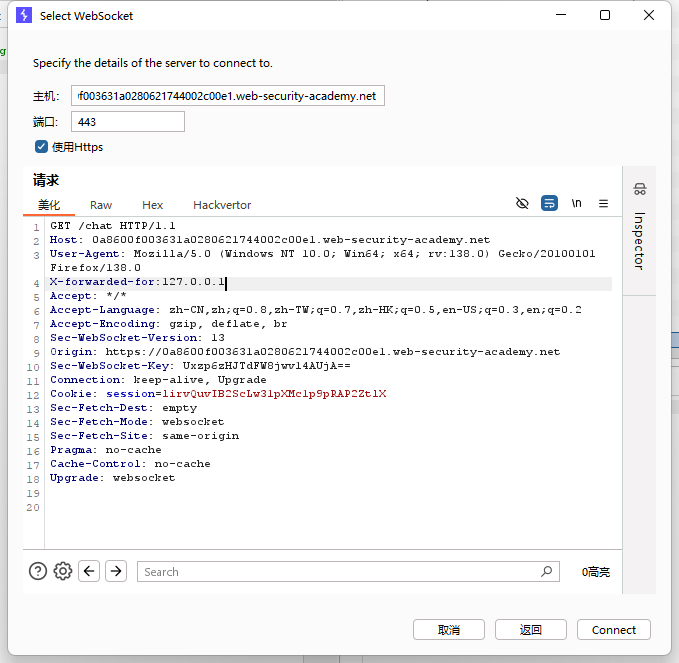 Select WebSocket
Specify the details of the server to connect to.
主机: f003631a0280621744002c00e1.web-security-academy.net
端口: 443
使用Https
请求
美化 Raw Hex Hackvertor \n
1 GET /chat HTTP/1.1
2 Host: 0a8600f003631a0280621744002c00e1.web-security-academy.net
3 User-Agent: Mozilla/5.0 (Windows NT 10.0; Win64; x64; rv:138.0) Gecko/20100101
Firefox/138.0
4 X-forwarded-for:127.0.0.1
5 Accept: */*
6 Accept-Language: zh-CN,zh;q=0.8,zh-TW;q=0.7,zh-HK;q=0.5,en-US;q=0.3,en;q=0.2
7 Accept-Encoding: gzip, deflate, br
8 Sec-WebSocket-Version: 13
9 Origin: https://0a8600f003631a0280621744002c00e1.web-security-academy.net
10 Sec-WebSocket-Key: Uxzp6zHJTdFW8jwvl4AUjA==
11 Connection: keep-alive, Upgrade
12 Cookie: session=
13 Sec-Fetch-Dest: empty
14 Sec-Fetch-Mode: websocket
15 Sec-Fetch-Site: same-origin
16 Pragma: no-cache
17 Cache-Control: no-cache
18 Upgrade: websocket
19
20
Inspector
Search
0高亮
取消 返回 Connect